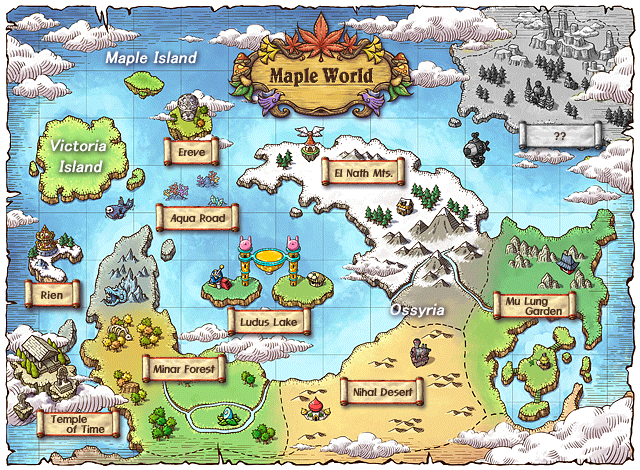 Maple Island
Maple World
??
Victoria
Island
Ereve
El Nath Mts.
Aqua Road
Rien
Ludus Lake
Ossyria
Mu Lung
Garden
Minar Forest
Nihal Desert
Temple
of Time